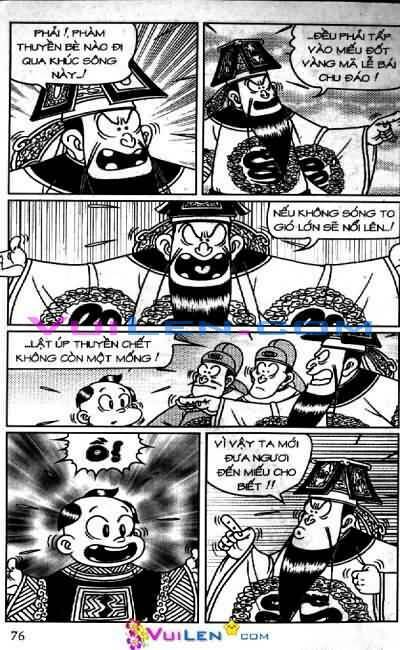 PHẢI!, PHÀM
THUYỀN BÈ NÀO ĐI
QUA KHÚC SÔNG
NÀY..!
..ĐỀU PHẢI TẤP
VÀO MIẾU ĐỐT
VÀNG MÃ LỄ BÁI
CHU ĐÁO!
NẾU KHÔNG SÓNG TO
GIÓ LỚN SẼ NỔI LÊN..!
VUILEN.COM
..LẬT ÚP THUYỀN CHẾT
KHÔNG CÒN MỘT MỐNG!
Ồ!
VÌ VẬY TA MỚI
ĐƯA NGƯƠI
ĐẾN MIẾU CHO
BIẾT!!
76
VUILEN.COM